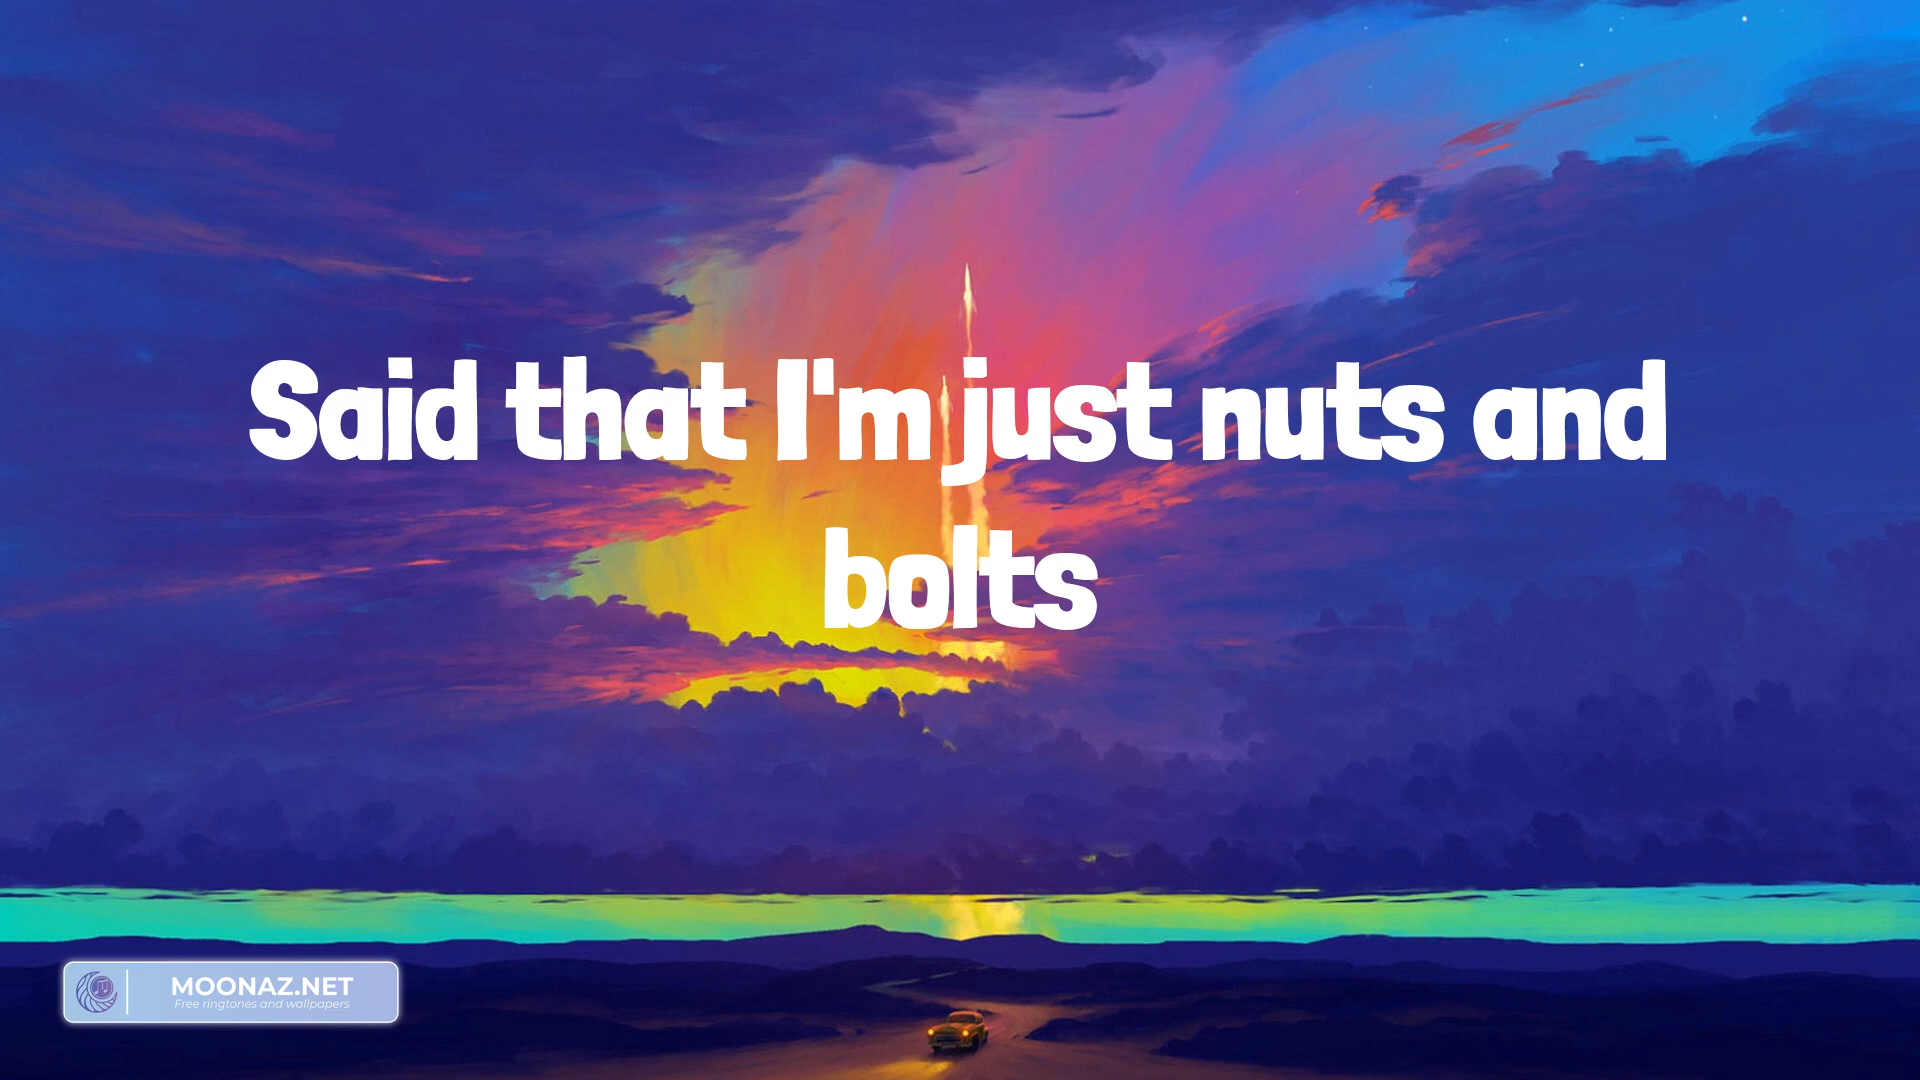 Said that I'm just nuts and
bolts
MOONAZ.NET
Free ringtones and wallpapers